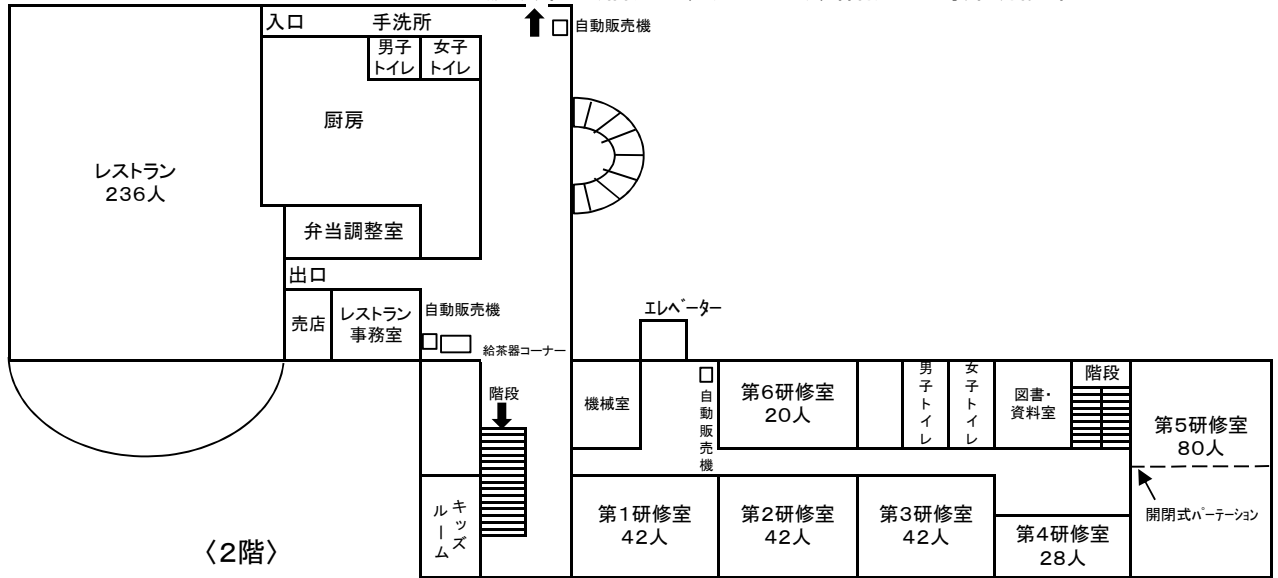 入口
手洗所
自動販売機
男子
トイレ
女子
トイレ
厨房
レストラン
236人
弁当調整室
出口
売店
レストラン
事務室
自動販売機
給茶器コーナー
エレベーター
階段
機械室
自動販売機
第6研修室
20人
男子トイレ
女子トイレ
図書・
資料室
階段
第5研修室
80人
開閉式パーテーション
キッズ
ルーム
第1研修室
42人
第2研修室
42人
第3研修室
42人
第4研修室
28人
〈2階〉